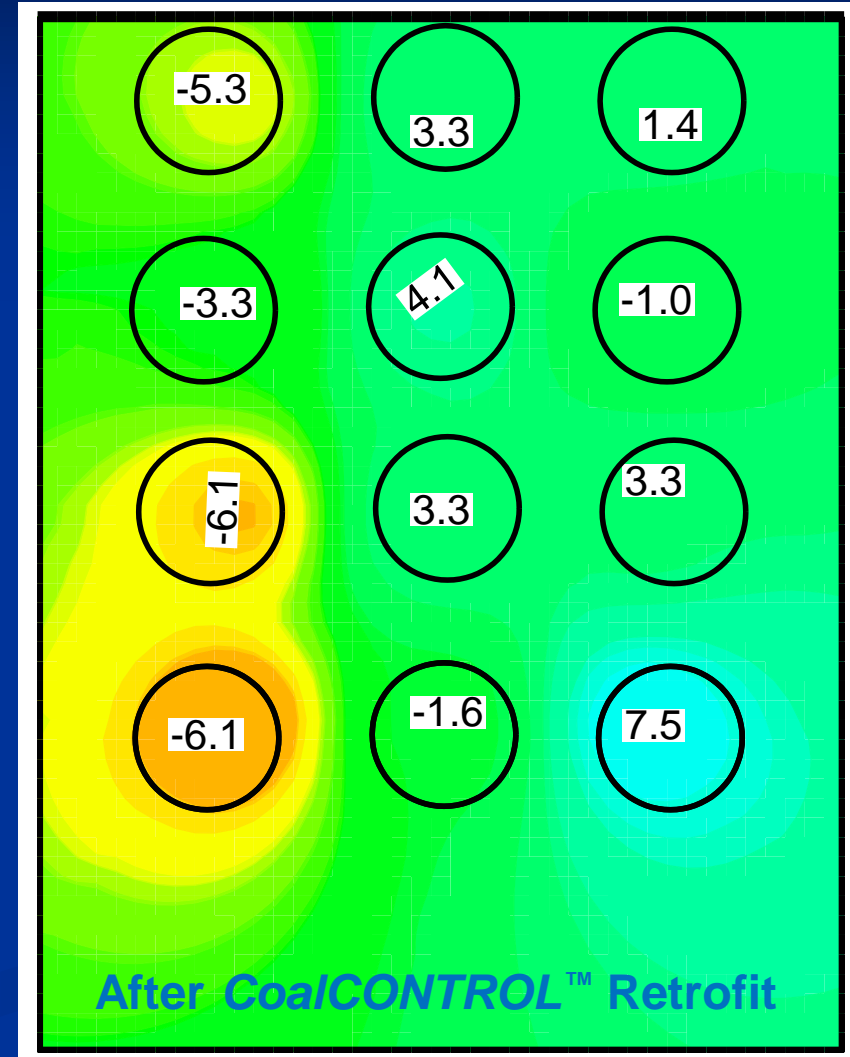 -5.3 3.3 1.4
-3.3 4.1 -1.0
-6.1 3.3 3.3
-6.1 -1.6 7.5
After CoalCONTROL™ Retrofit